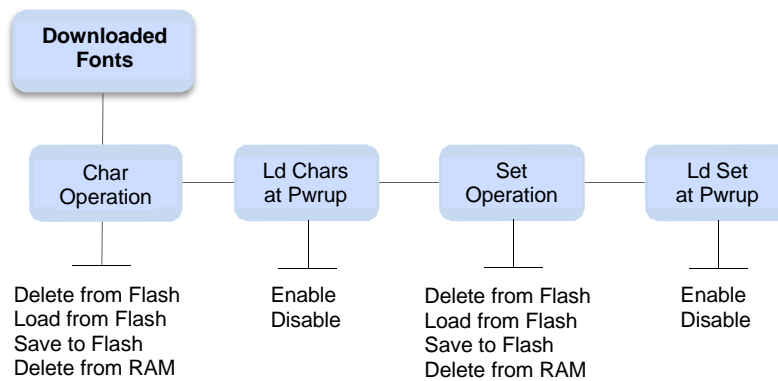 Downloaded
Fonts
Char
Operation
Ld Chars
at Pwrup
Set
Operation
Ld Set
at Pwrup
Delete from Flash
Load from Flash
Save to Flash
Delete from RAM
Enable
Disable
Delete from Flash
Load from Flash
Save to Flash
Delete from RAM
Enable
Disable